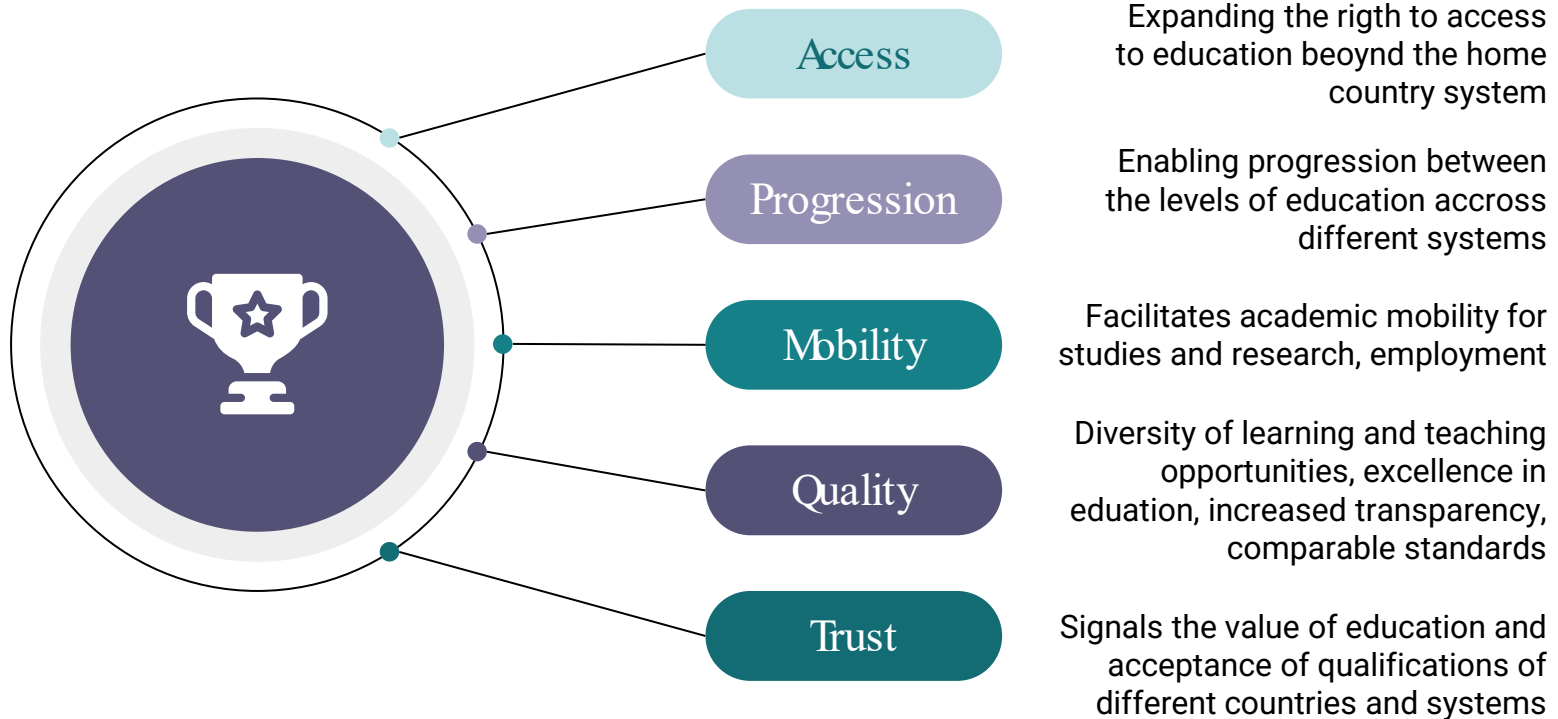 Access
Expanding the rigth to access
to education beoynd the home
country system
Progression
Enabling progression between
the levels of education accross
different systems
Mobility
Facilitates academic mobility for
studies and research, employment
Quality
Diversity of learning and teaching
opportunities, excellence in
eduation, increased transparency,
comparable standards
Trust
Signals the value of education and
acceptance of qualifications of
different countries and systems